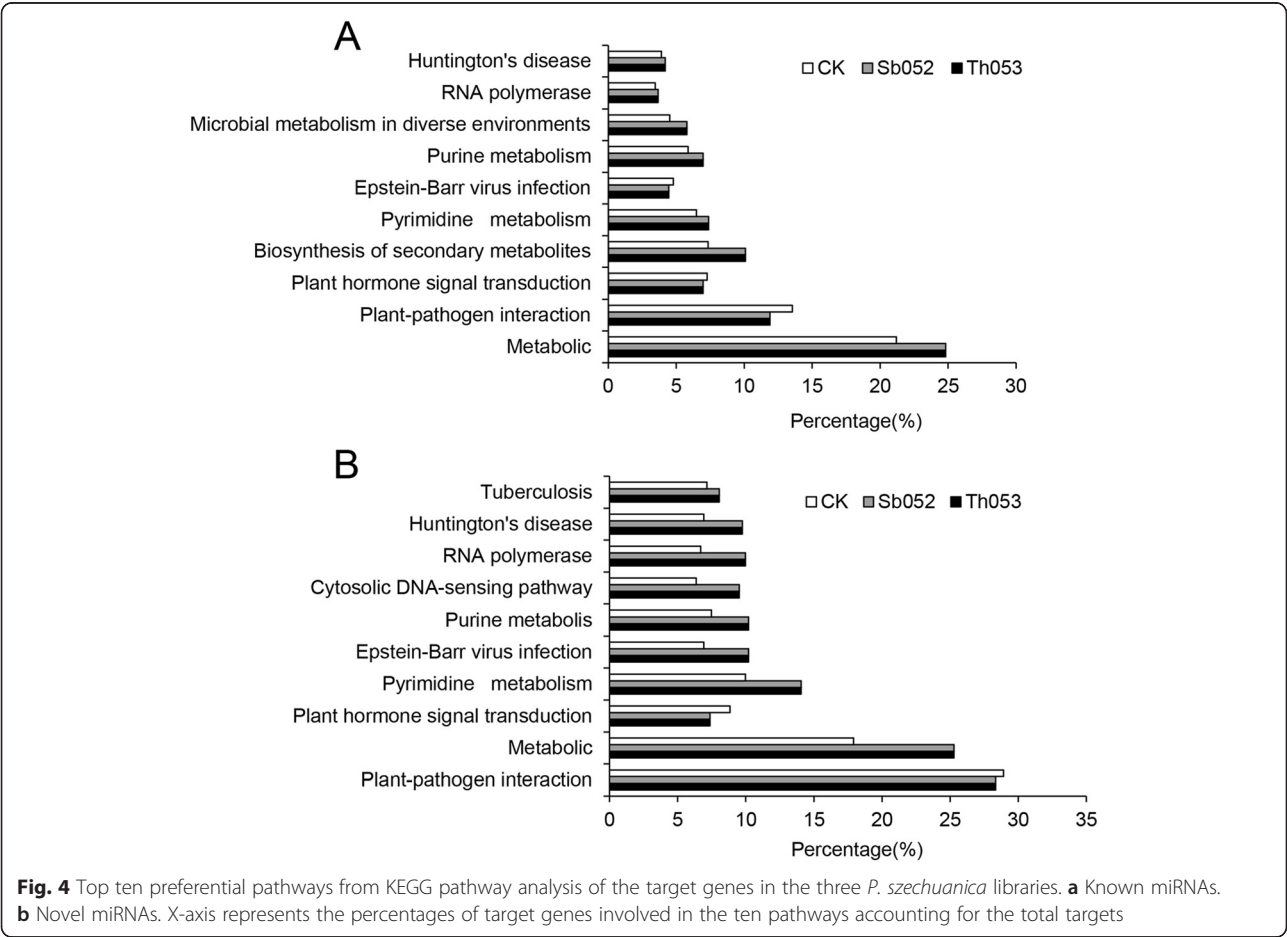 A
Huntington's disease
RNA polymerase
Microbial metabolism in diverse environments
Purine metabolism
Epstein-Barr virus infection
Pyrimidine metabolism
Biosynthesis of secondary metabolites
Plant hormone signal transduction
Plant-pathogen interaction
Metabolic
CK Sb052 Th053
0 5 10 15 20 25 30
Percentage(%)
B
Tuberculosis
Huntington's disease
RNA polymerase
Cytosolic DNA-sensing pathway
Purine metabolis
Epstein-Barr virus infection
Pyrimidine metabolism
Plant hormone signal transduction
Metabolic
Plant-pathogen interaction
CK Sb052 Th053
0 5 10 15 20 25 30 35
Percentage(%)
Fig. 4 Top ten preferential pathways from KEGG pathway analysis of the target genes in the three P. szechuanica libraries. a Known miRNAs.
b Novel miRNAs. X-axis represents the percentages of target genes involved in the ten pathways accounting for the total targets